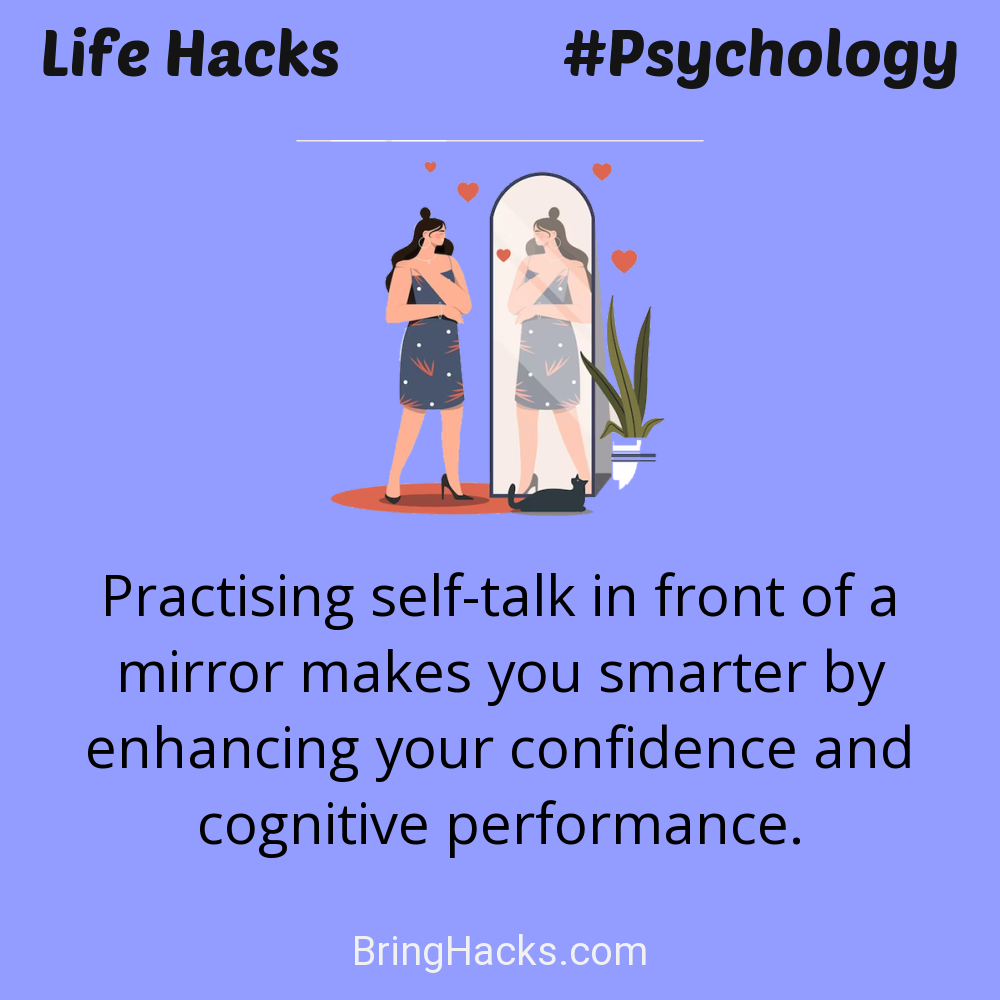 Life Hacks
#Psychology
Practising self-talk in front of a
mirror makes you smarter by
enhancing your confidence and
cognitive performance.
BringHacks.com